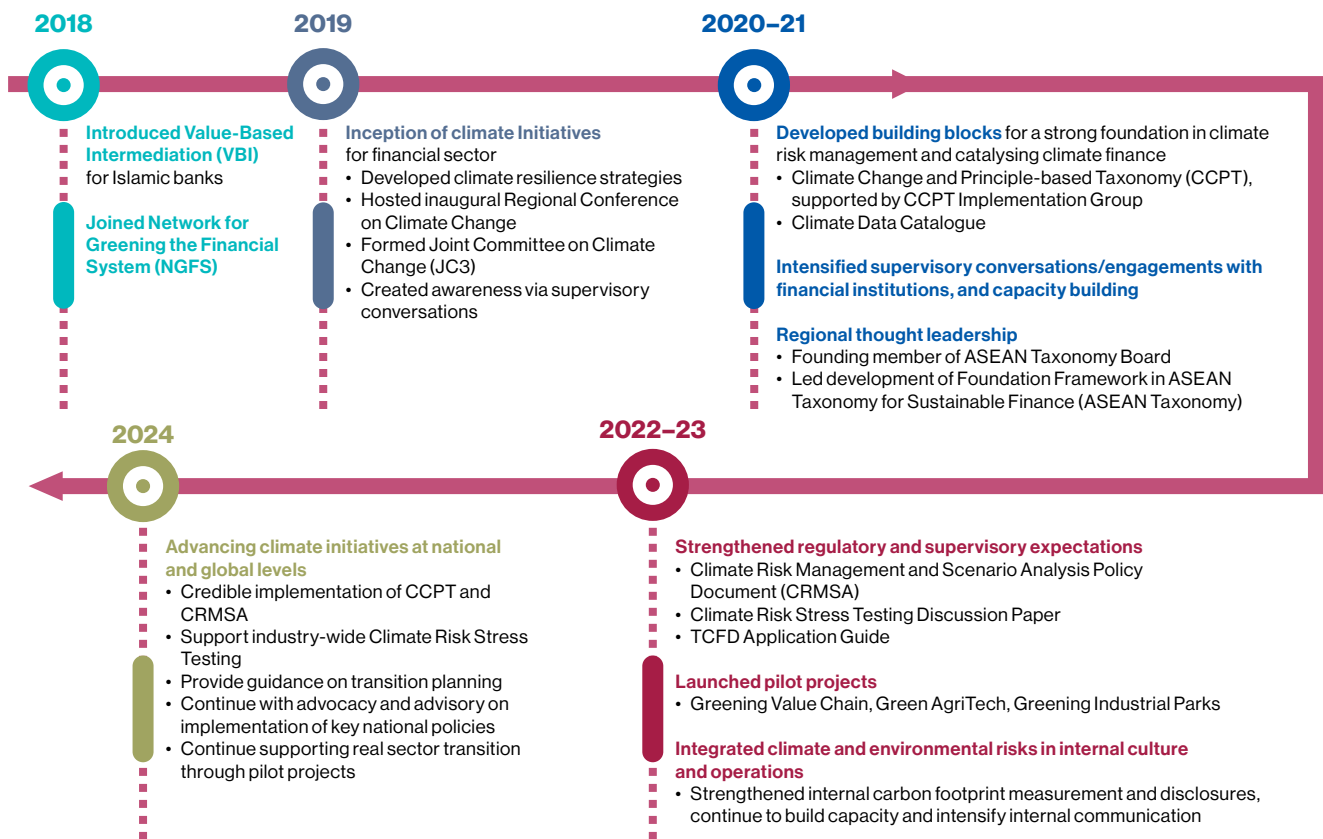 2018
Introduced Value-Based
Intermediation (VBI)
for Islamic banks
Joined Network for
Greening the Financial
System (NGFS)
2019
Inception of climate Initiatives
for financial sector
• Developed climate resilience strategies
• Hosted inaugural Regional Conference
on Climate Change
• Formed Joint Committee on Climate
Change (JC3)
• Created awareness via supervisory
conversations
2020–21
Developed building blocks for a strong foundation in climate
risk management and catalysing climate finance
• Climate Change and Principle-based Taxonomy (CCPT),
supported by CCPT Implementation Group
• Climate Data Catalogue
Intensified supervisory conversations/engagements with
financial institutions, and capacity building
Regional thought leadership
• Founding member of ASEAN Taxonomy Board
• Led development of Foundation Framework in ASEAN
Taxonomy for Sustainable Finance (ASEAN Taxonomy)
2022–23
Strengthened regulatory and supervisory expectations
• Climate Risk Management and Scenario Analysis Policy
Document (CRMSA)
• Climate Risk Stress Testing Discussion Paper
• TCFD Application Guide
Launched pilot projects
• Greening Value Chain, Green AgriTech, Greening Industrial Parks
Integrated climate and environmental risks in internal culture
and operations
• Strengthened internal carbon footprint measurement and disclosures,
continue to build capacity and intensify internal communication
2024
Advancing climate initiatives at national
and global levels
• Credible implementation of CCPT and
CRMSA
• Support industry-wide Climate Risk Stress
Testing
• Provide guidance on transition planning
• Continue with advocacy and advisory on
implementation of key national policies
• Continue supporting real sector transition
through pilot projects